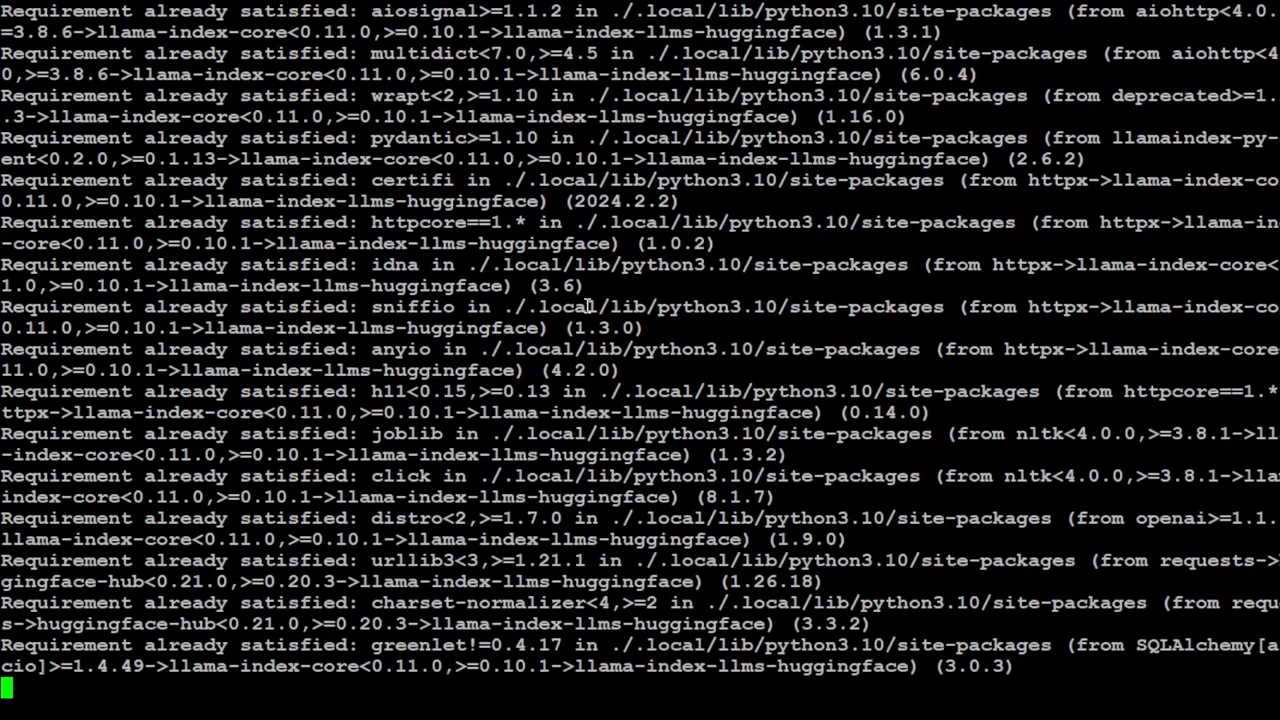 Requirement already satisfied: aiosignal>=1.1.2 in ./.local/lib/python3.10/site-packages (from aiohttp<4.0.
=3.8.6->llama-index-core<0.11.0,>=0.10.1->llama-index-llms-huggingface) (1.3.1)
Requirement already satisfied: multidict<7.0,>=4.5 in ./.local/lib/python3.10/site-packages (from aiohttp<4
0,>=3.8.6->llama-index-core<0.11.0,>=0.10.1->llama-index-llms-huggingface) (6.0.4)
Requirement already satisfied: wrapt<2,>=1.10 in ./.local/lib/python3.10/site-packages (from deprecated>=1.
.3->llama-index-core<0.11.0,>=0.10.1->llama-index-llms-huggingface) (1.16.0)
Requirement already satisfied: pydantic>=1.10 in ./.local/lib/python3.10/site-packages (from llamaindex-py-
ent<0.2.0,>=0.1.13->llama-index-core<0.11.0,>=0.10.1->llama-index-llms-huggingface) (2.6.2)
Requirement already satisfied: certifi in ./.local/lib/python3.10/site-packages (from httpx->llama-index-co
0.11.0,>=0.10.1->llama-index-llms-huggingface) (2024.2.2)
Requirement already satisfied: httpcore==1.* in ./.local/lib/python3.10/site-packages (from httpx->llama-in
-core<0.11.0,>=0.10.1->llama-index-llms-huggingface) (1.0.2)
Requirement already satisfied: idna in ./.local/lib/python3.10/site-packages (from httpx->llama-index-core<
1.0,>=0.10.1->llama-index-llms-huggingface) (3.6)
Requirement already satisfied: sniffio in ./.local/lib/python3.10/site-packages (from httpx->llama-index-co
0.11.0,>=0.10.1->llama-index-llms-huggingface) (1.3.0)
Requirement already satisfied: anyio in ./.local/lib/python3.10/site-packages (from httpx->llama-index-core
11.0,>=0.10.1->llama-index-llms-huggingface) (4.2.0)
Requirement already satisfied: h11<0.15,>=0.13 in ./.local/lib/python3.10/site-packages (from httpcore==1.*
ttpx->llama-index-core<0.11.0,>=0.10.1->llama-index-llms-huggingface) (0.14.0)
Requirement already satisfied: joblib in ./.local/lib/python3.10/site-packages (from nltk<4.0.0,>=3.8.1->ll
-index-core<0.11.0,>=0.10.1->llama-index-llms-huggingface) (1.3.2)
Requirement already satisfied: click in ./.local/lib/python3.10/site-packages (from nltk<4.0.0,>=3.8.1->lla
index-core<0.11.0,>=0.10.1->llama-index-llms-huggingface) (8.1.7)
Requirement already satisfied: distro<2,>=1.7.0 in ./.local/lib/python3.10/site-packages (from openai>=1.1.
llama-index-core<0.11.0,>=0.10.1->llama-index-llms-huggingface) (1.9.0)
Requirement already satisfied: urllib3<3,>=1.21.1 in ./.local/lib/python3.10/site-packages (from requests->
gingface-hub<0.21.0,>=0.20.3->llama-index-llms-huggingface) (1.26.18)
Requirement already satisfied: charset-normalizer<4,>=2 in ./.local/lib/python3.10/site-packages (from requ
s->huggingface-hub<0.21.0,>=0.20.3->llama-index-llms-huggingface) (3.3.2)
Requirement already satisfied: greenlet!=0.4.17 in ./.local/lib/python3.10/site-packages (from SQLAlchemy[a
cio]>=1.4.49->llama-index-core<0.11.0,>=0.10.1->llama-index-llms-huggingface) (3.0.3)